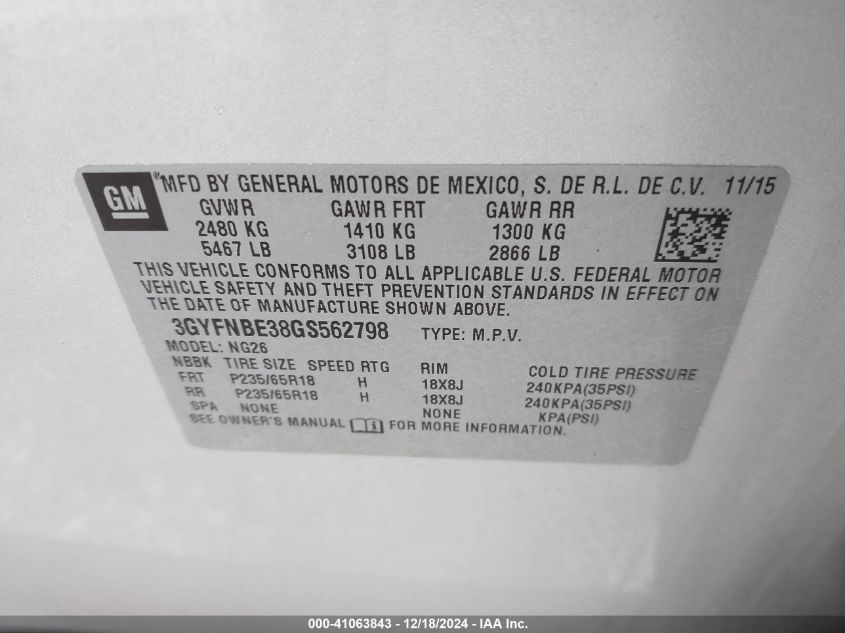 GM ® MFD BY GENERAL MOTORS DE MEXICO, S. DE R.L. DE C.V. 11/15
GVWR GAWR FRT GAWR RR
2480 KG 1410 KG 1300 KG
5467 LB 3108 LB 2866 LB
THIS VEHICLE CONFORMS TO ALL APPLICABLE U.S. FEDERAL MOTOR
VEHICLE SAFETY AND THEFT PREVENTION STANDARDS IN EFFECT ON
THE DATE OF MANUFACTURE SHOWN ABOVE.
3GYFNBE38GS562798 TYPE: M.P.V.
MODEL: NG26
NBBK TIRE SIZE SPEED RTG RIM COLD TIRE PRESSURE
FRT P235/65R18 H 18X8J 240KPA(35PSI)
RR P235/65R18 H 18X8J 240KPA(35PSI)
SPA NONE NONE KPA(PSI)
SEE OWNER'S MANUAL FOR MORE INFORMATION.
000-41063843 - 12/18/2024 - IAA Inc.